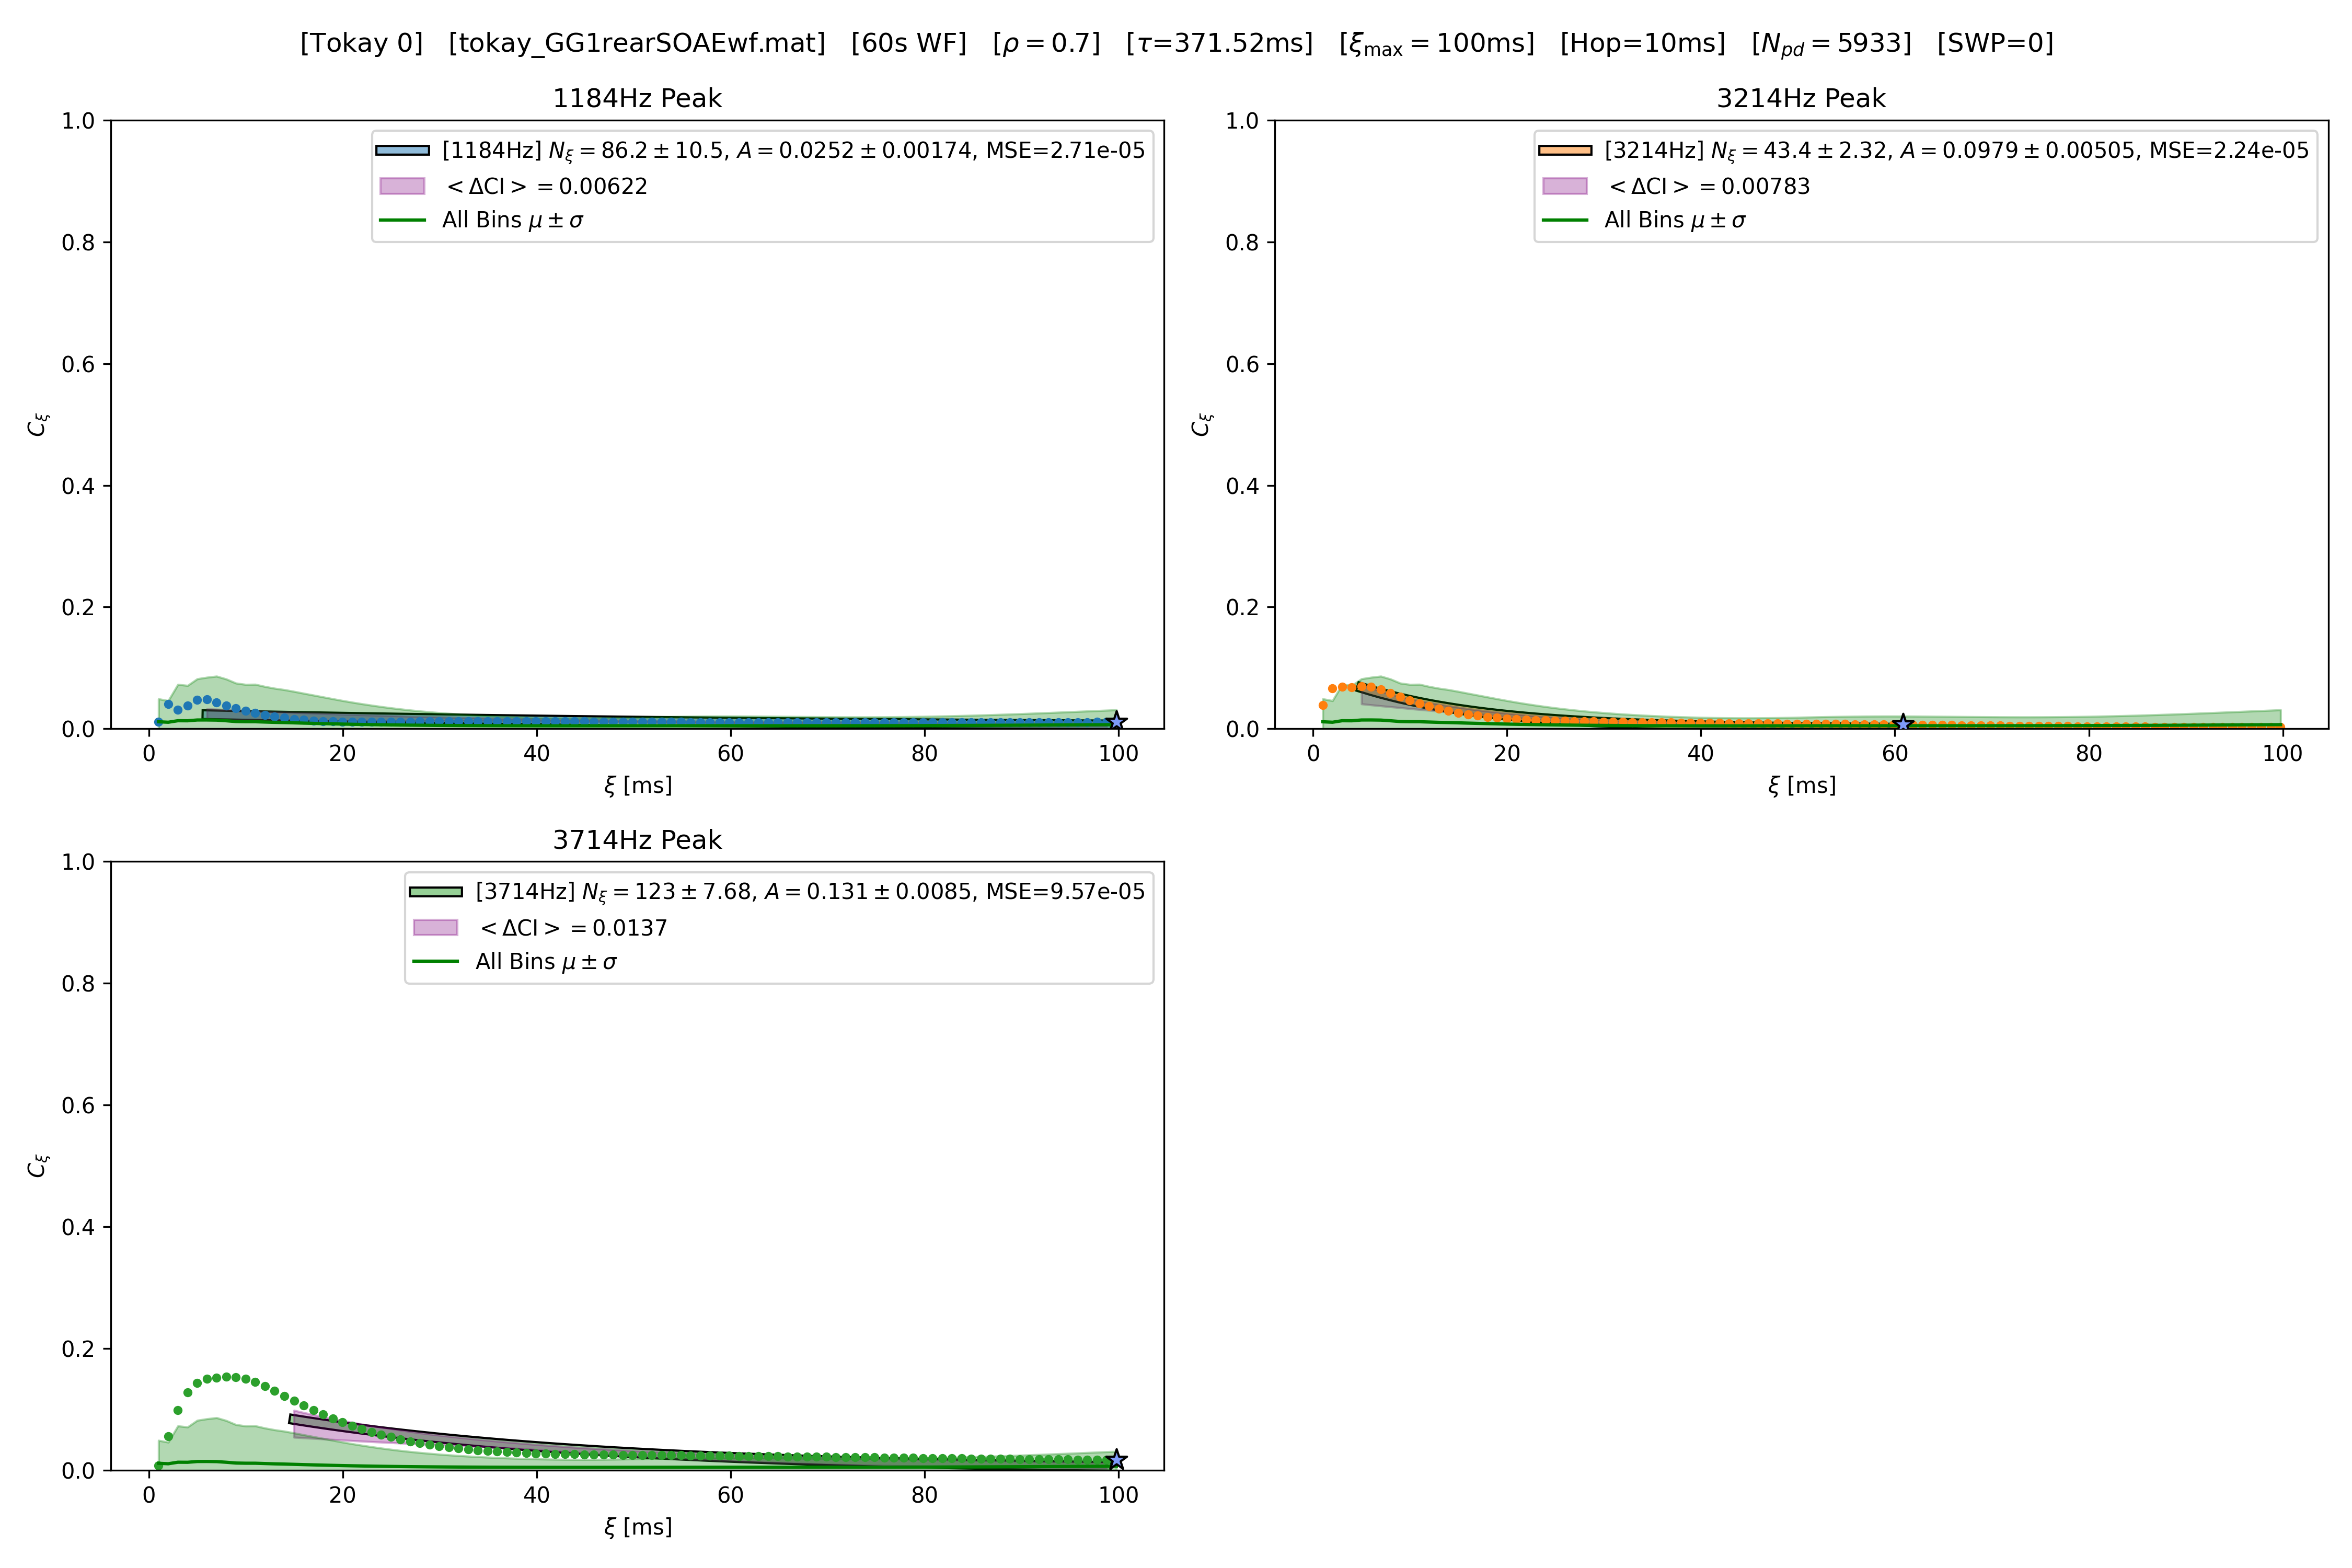 [Tokay 0] [tokay_GG1rearSOAEwf.mat] [60s WF] [ρ = 0.7] [τ=371.52ms] [ξmax = 100ms] [Hop=10ms] [Npd = 5933] [SWP=0]
1184Hz Peak
1.0
0.8
0.6
0.4
0.2
0.0
Cξ
[1184Hz] Nξ = 86.2 ± 10.5, A = 0.0252 ± 0.00174, MSE=2.71e-05
< ΔCI > = 0.00622
All Bins μ ± σ
0 20 40 60 80 100
ξ [ms]
3214Hz Peak
1.0
0.8
0.6
0.4
0.2
0.0
Cξ
[3214Hz] Nξ = 43.4 ± 2.32, A = 0.0979 ± 0.00505, MSE=2.24e-05
< ΔCI > = 0.00783
All Bins μ ± σ
0 20 40 60 80 100
ξ [ms]
3714Hz Peak
1.0
0.8
0.6
0.4
0.2
0.0
Cξ
[3714Hz] Nξ = 123 ± 7.68, A = 0.131 ± 0.0085, MSE=9.57e-05
< ΔCI > = 0.0137
All Bins μ ± σ
0 20 40 60 80 100
ξ [ms]